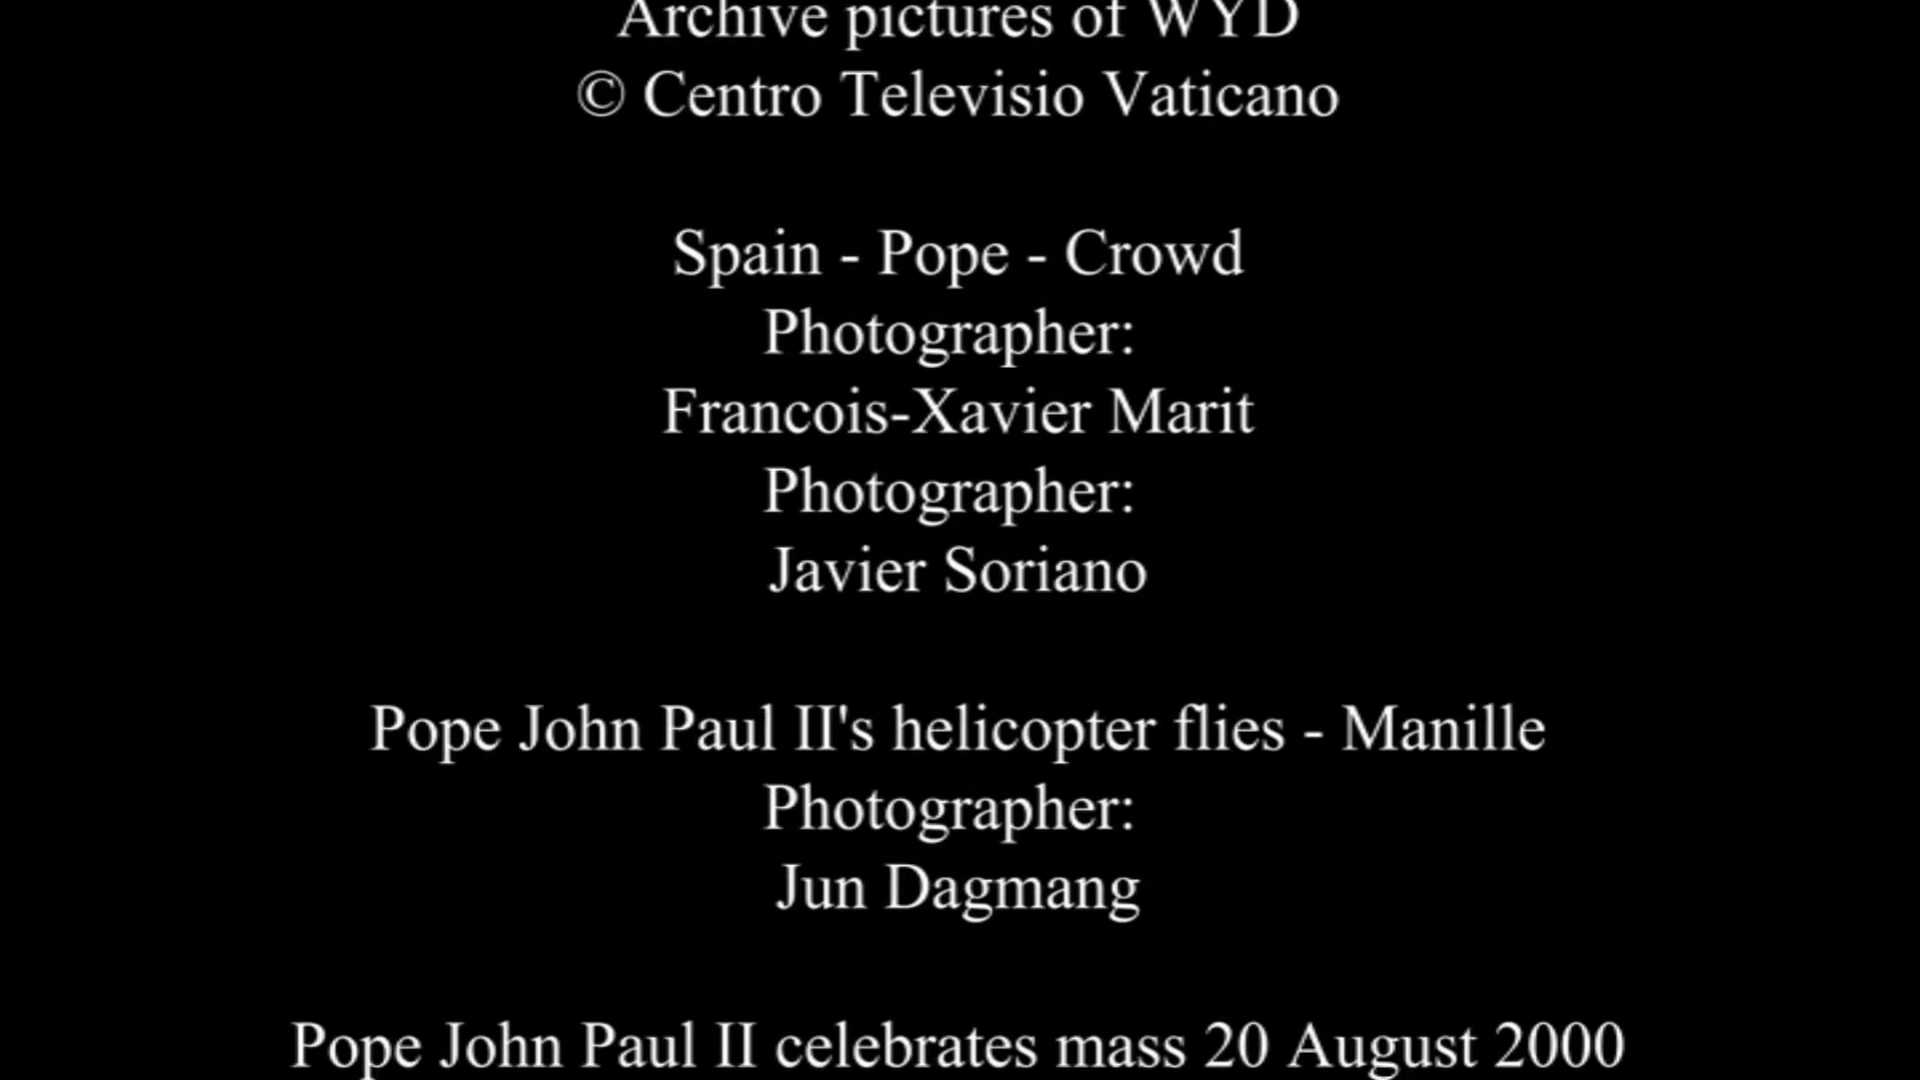 Archive pictures of WYD
© Centro Televisio Vaticano
Spain - Pope - Crowd
Photographer:
Francois-Xavier Marit
Photographer:
Javier Soriano
Pope John Paul II's helicopter flies - Manille
Photographer:
Jun Dagmang
Pope John Paul II celebrates mass 20 August 2000